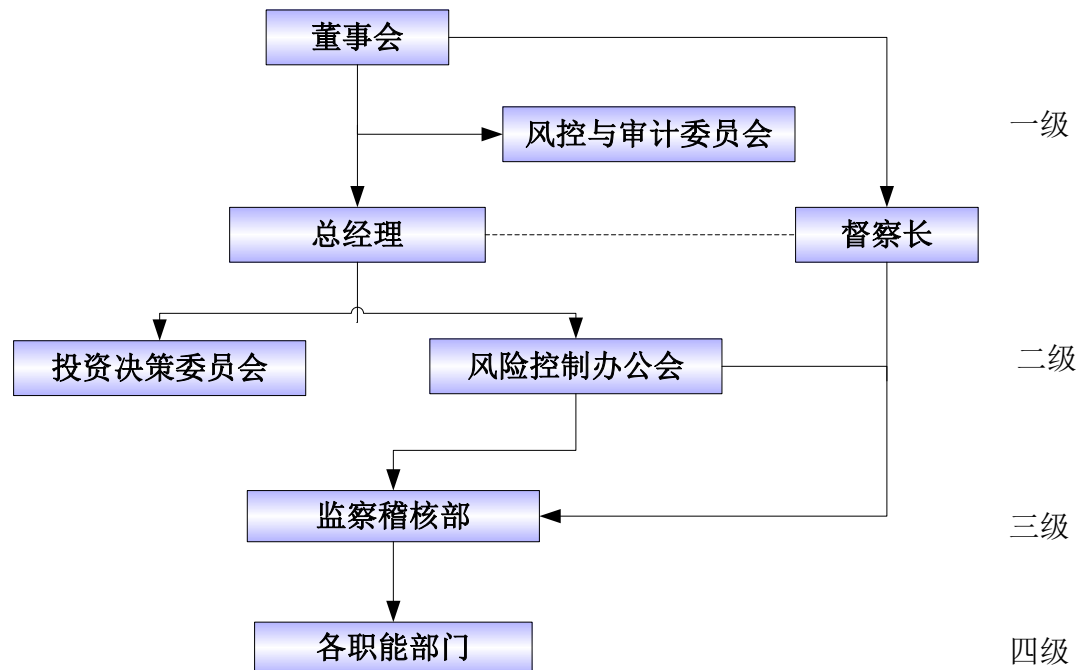 董事会
风控与审计委员会
一级
总经理
督察长
投资决策委员会
风险控制办公会
二级
监察稽核部
三级
各职能部门
四级